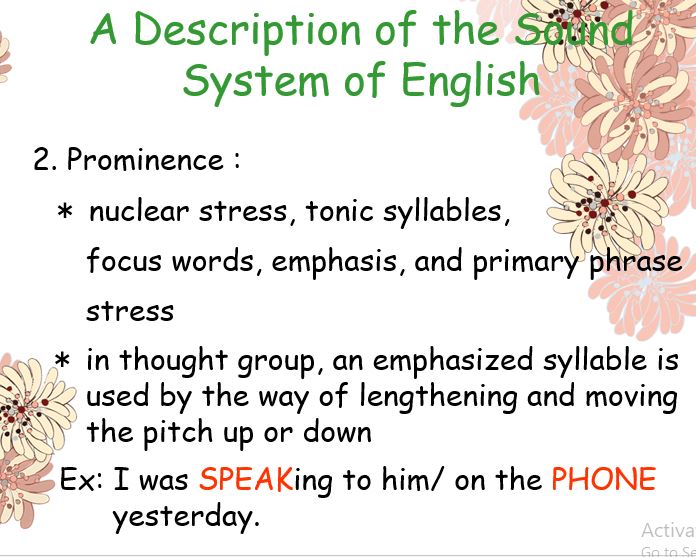 A Description of the Sound
System of English
2. Prominence :
* nuclear stress, tonic syllables,
focus words, emphasis, and primary phrase
stress
* in thought group, an emphasized syllable is
used by the way of lengthening and moving
the pitch up or down
Ex: I was SPEAKing to him/ on the PHONE
yesterday.
Activa
Go to Se